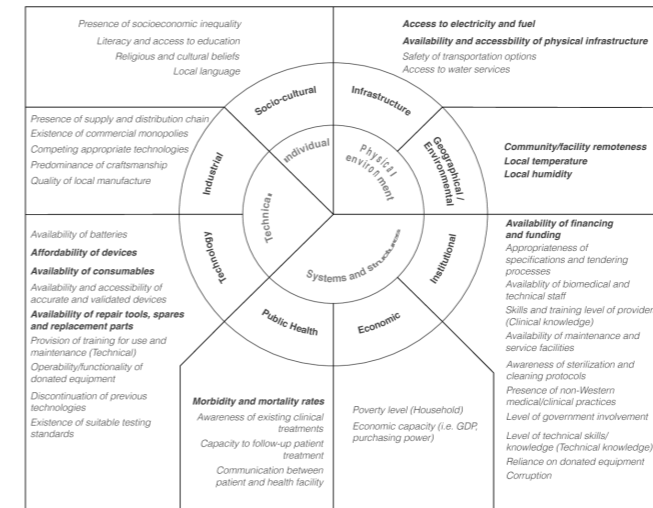 Presence of socioeconomic inequality
Literacy and access to education
Religious and cultural beliefs
Local language
Access to electricity and fuel
Availability and accessbility of physical infrastructure
Safety of transportation options
Access to water services
Socio-cultural
Infrastructure
Presence of supply and distribution chain
Existence of commercial monopolies
Competing appropriate technologies
Predominance of craftsmanship
Quality of local manufacture
Industrial
individual
Physical
environment
Geographical /
Environmental
Community/facility remoteness
Local temperature
Local humidity
Technical
Systems and structures
Availability of batteries
Affordability of devices
Availablity of consumables
Availability and accessibility of
accurate and validated devices
Availability of repair tools, spares
and replacement parts
Provision of training for use and
maintenance (Technical)
Operability/functionality of
donated equipment
Discontinuation of previous
technologies
Existence of suitable testing
standards
Technology
Public Health
Economic
Institutional
Availability of financing
and funding
Appropriateness of
specifications and tendering
processes
Availablity of biomedical and
technical staff
Skills and training level of provider
(Clinical knowledge)
Availability of maintenance and
service facilities
Awareness of sterilization and
cleaning protocols
Presence of non-Western
medical/clinical practices
Level of government involvement
Level of technical skills/
knowledge (Technical knowledge)
Reliance on donated equipment
Corruption
Morbidity and mortality rates
Awareness of existing clinical
treatments
Capacity to follow-up patient
treatment
Communication between
patient and health facility
Poverty level (Household)
Economic capacity (i.e. GDP,
purchasing power)